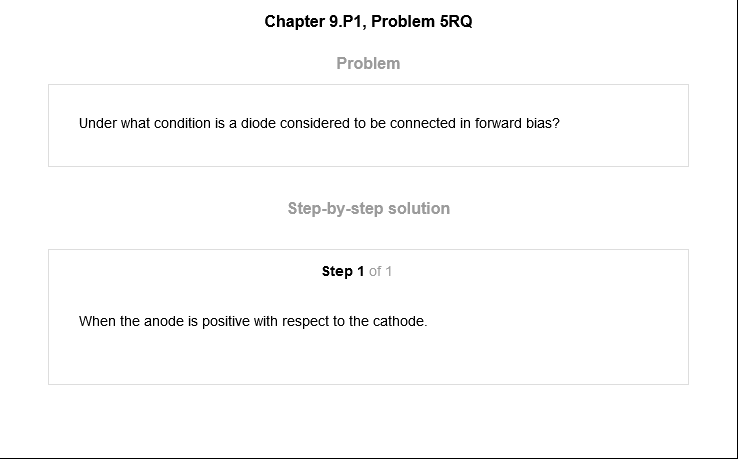 Chapter 9.P1, Problem 5RQ
Problem
Under what condition is a diode considered to be connected in forward bias?
Step-by-step solution
Step 1 of 1
When the anode is positive with respect to the cathode.